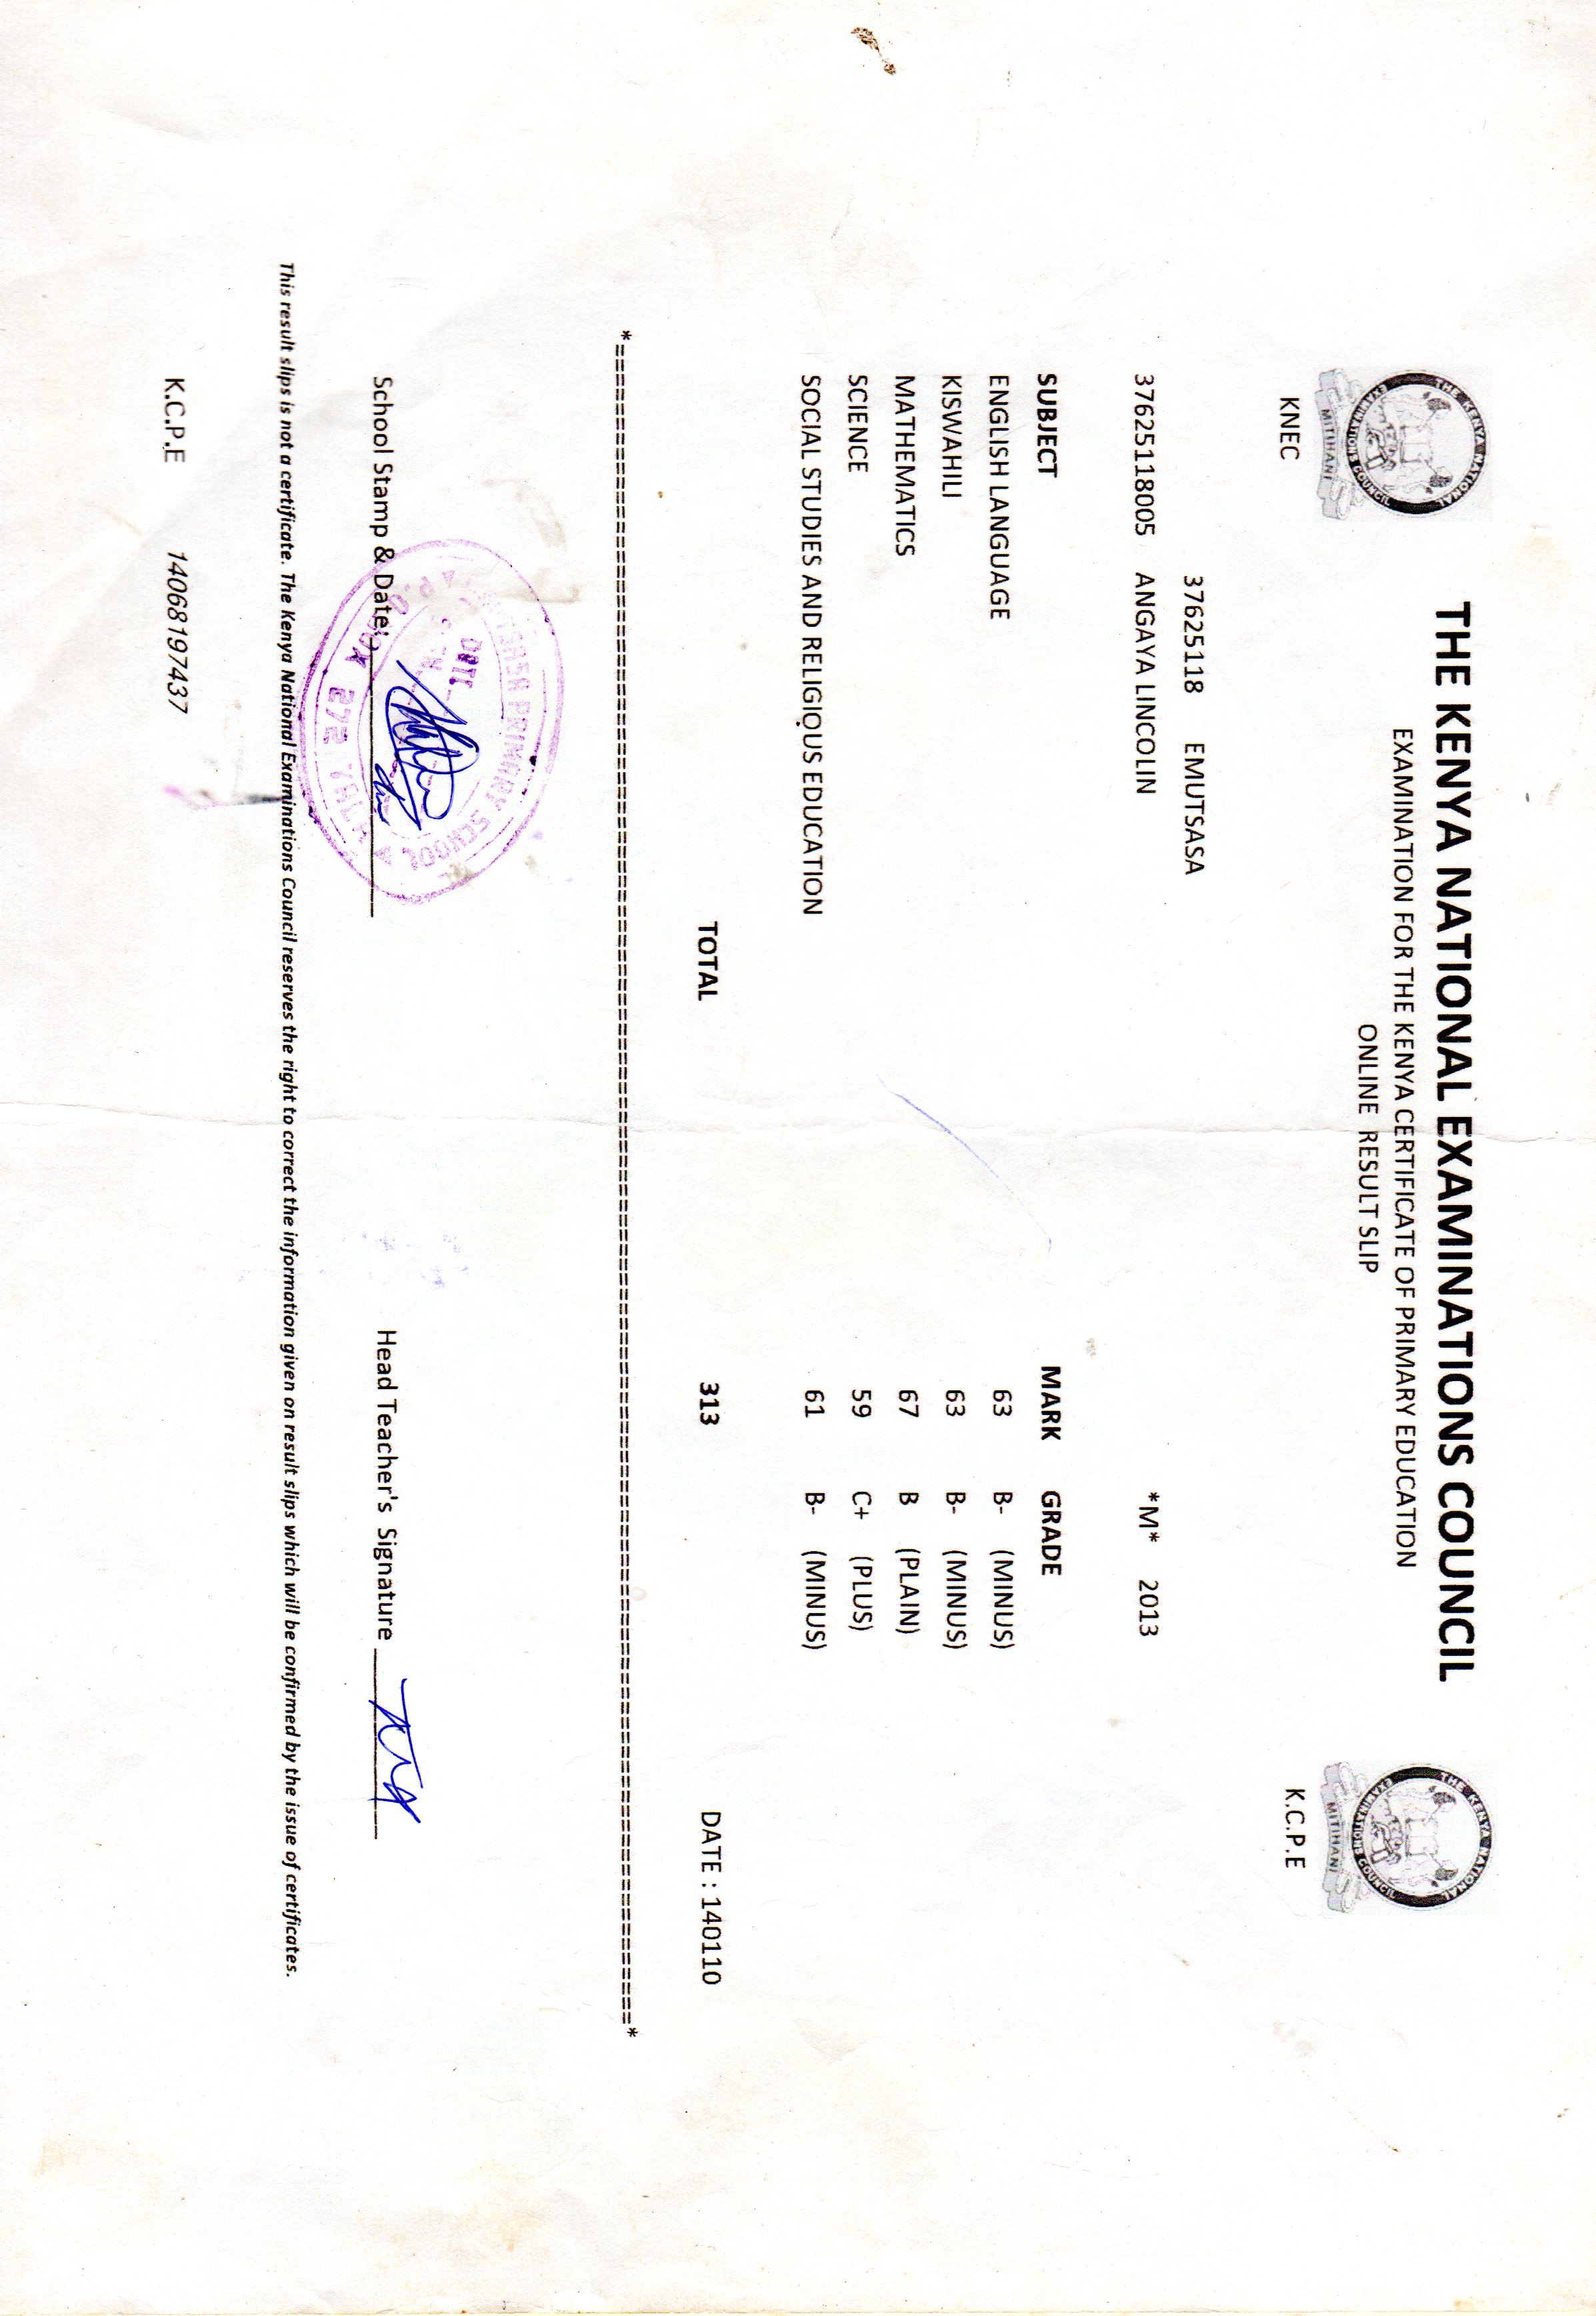 THE KENYA NATIONAL EXAMINATIONS COUNCIL
EXAMINATION FOR THE KENYA CERTIFICATE OF PRIMARY EDUCATION
ONLINE RESULT SLIP
THE KENYA NATIONAL EXAMINATIONS COUNCIL
MITIHANI
THE KENYA NATIONAL EXAMINATIONS COUNCIL
MITIHANI
KNEC K.C.P.E
37625118 EMUTSASA
37625118005 ANGAYA LINCOLIN *M* 2013
SUBJECT MARK GRADE
ENGLISH LANGUAGE 63 B- (MINUS)
KISWAHILI 63 B- (MINUS)
MATHEMATICS 67 B (PLAIN)
SCIENCE 59 C+ (PLUS)
SOCIAL STUDIES AND RELIGIOUS EDUCATION 61 B- (MINUS)
TOTAL 313 DATE : 140110
School Stamp & Date: Head Teacher's Signature
PRIMARY SCHOOL
BOX 272 YALA
This result slips is not a certificate. The Kenya National Examinations Council reserves the right to correct the information given on result slips which will be confirmed by the issue of certificates.
K.C.P.E 14068197437